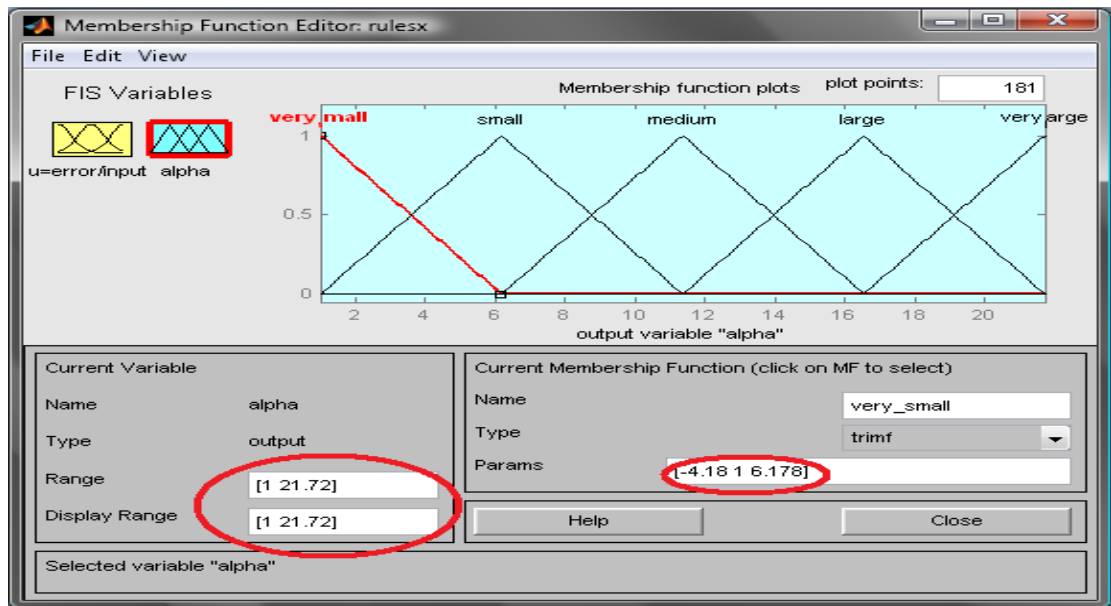 Membership Function Editor: rulesx
File Edit View
FIS Variables
Membership function plots
plot points:
181
u=error/input
alpha
very mall
small
medium
large
very arge
1
0.5
0
2 4 6 8 10 12 14 16 18 20
output variable "alpha"
Current Variable
Name alpha
Type output
Range [1 21.72]
Display Range [1 21.72]
Current Membership Function (click on MF to select)
Name very_small
Type trimf
Params [-4.18 1 6.178]
Help
Close
Selected variable "alpha"